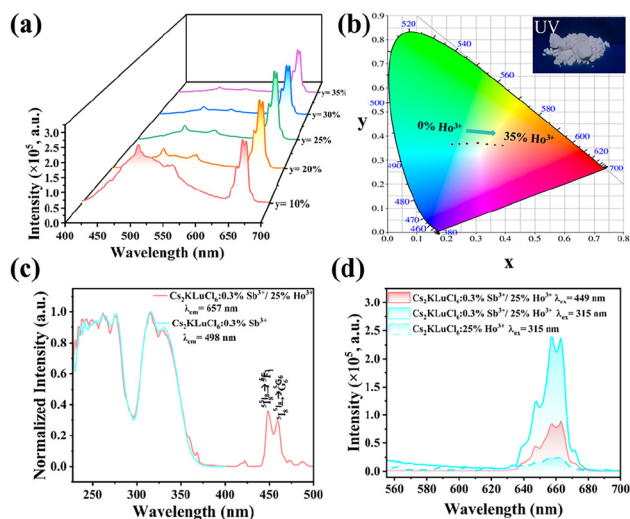 (a)
Intensity (×10⁵, a.u.)
3.0
2.5
2.0
1.5
1.0
0.5
0.0
400 450 500 550 600 650 700
Wavelength (nm)
y= 35%
y= 30%
y= 25%
y= 20%
y= 10%
(b)
y
0.9
0.8
0.7
0.6
0.5
0.4
0.3
0.2
0.1
0.0
0.0 0.1 0.2 0.3 0.4 0.5 0.6 0.7 0.8
x
UV
520
540
560
500
580
600
620
700
490
480
470
460
380
0% Ho³⁺
35% Ho³⁺
(c)
Normalized Intensity (a.u.)
1.0
0.8
0.6
0.4
0.2
0.0
250 300 350 400 450 500
Wavelength (nm)
Cs₂KLuCl₆:0.3% Sb³⁺/ 25% Ho³⁺
λem = 657 nm
Cs₂KLuCl₆:0.3% Sb³⁺
λem = 498 nm
(d)
Intensity (×10⁵, a.u.)
3.0
2.5
2.0
1.5
1.0
0.5
0.0
560 580 600 620 640 660 680 700
Wavelength (nm)
Cs₂KLuCl₆:0.3% Sb³⁺/ 25% Ho³⁺ λex= 449 nm
Cs₂KLuCl₆:0.3% Sb³⁺/ 25% Ho³⁺ λex= 315 nm
Cs₂KLuCl₆:25% Ho³⁺ λex= 315 nm